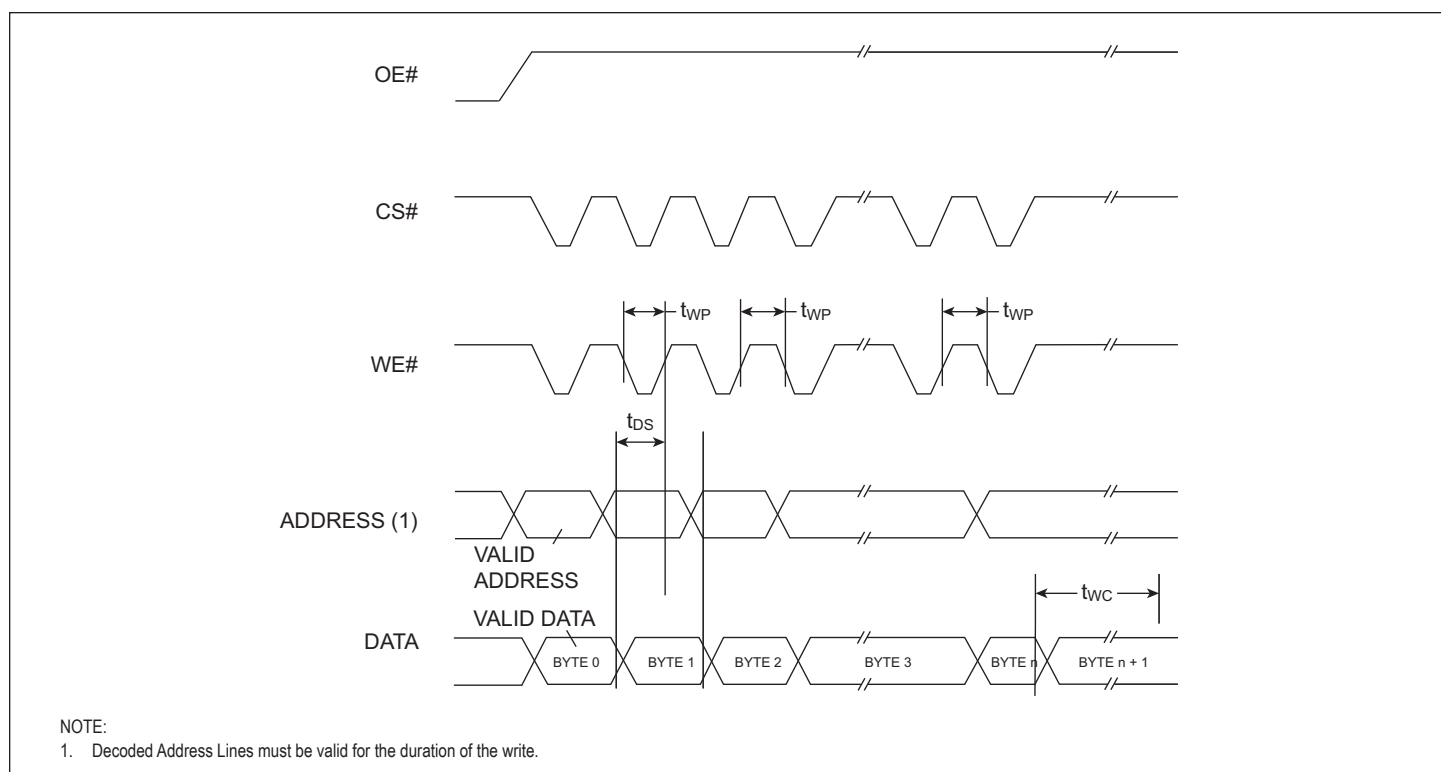 OE#
CS#
tWP
tWP
tWP
WE#
tDS
ADDRESS (1)
VALID
ADDRESS
tWC
VALID DATA
DATA
BYTE 0
BYTE 1
BYTE 2
BYTE 3
BYTE n
BYTE n + 1
NOTE:
1. Decoded Address Lines must be valid for the duration of the write.